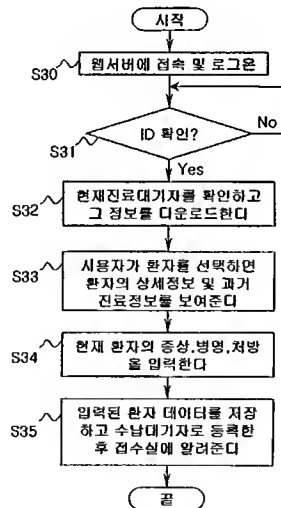 시작
S30
웹서버에 접속 및 로그온
ID 확인?
No
S31
Yes
S32
현재진료대기자를 확인하고
그 정보를 다운로드한다
S33
사용자가 환자를 선택하면
환자의 상세정보 및 과거
진료정보를 보여준다
S34
현재 환자의 증상,병명,처방
을 입력한다
S35
입력된 환자 데이터를 저장
하고 수납대기자로 등록한
후 접수실에 알려준다
끝